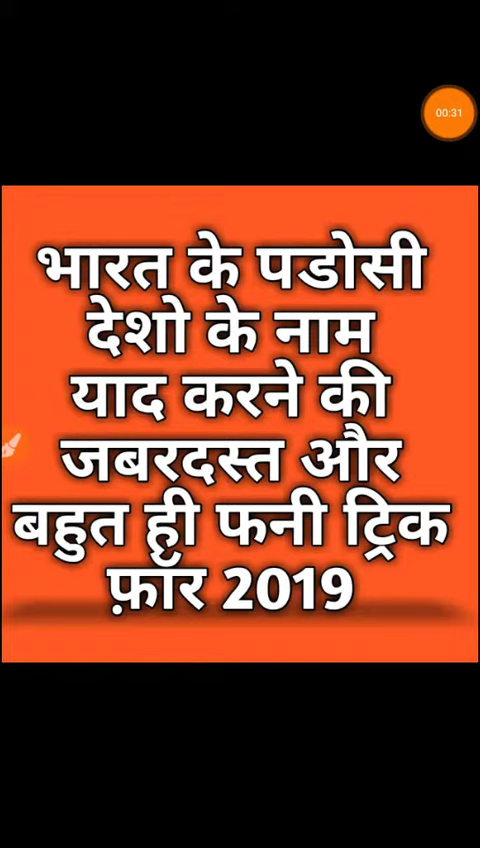 00:31
भारत के पडोसी
देशो के नाम
याद करने की
जबरदस्त और
बहुत ही फनी ट्रिक
फ़ॉर 2019